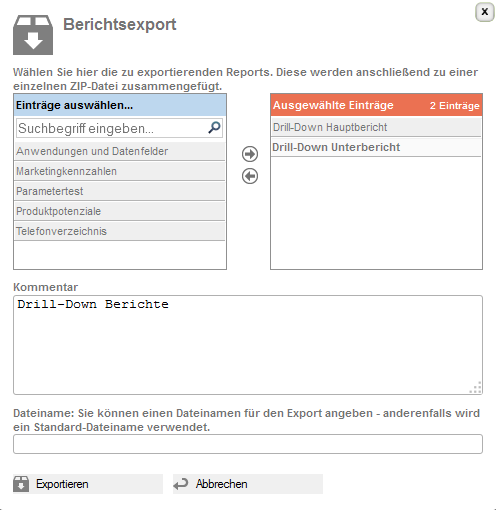 Berichtsexport
x
Wählen Sie hier die zu exportierenden Reports. Diese werden anschließend zu einer
einzelnen ZIP-Datei zusammengefügt.
Einträge auswählen...
Suchbegriff eingeben...
Anwendungen und Datenfelder
Marketingkennzahlen
Parametertest
Produktpotenziale
Telefonverzeichnis
Ausgewählte Einträge 2 Einträge
Drill-Down Hauptbericht
Drill-Down Unterbericht
Kommentar
Drill-Down Berichte
Dateiname: Sie können einen Dateinamen für den Export angeben - anderenfalls wird
ein Standard-Dateiname verwendet.
Exportieren
Abbrechen